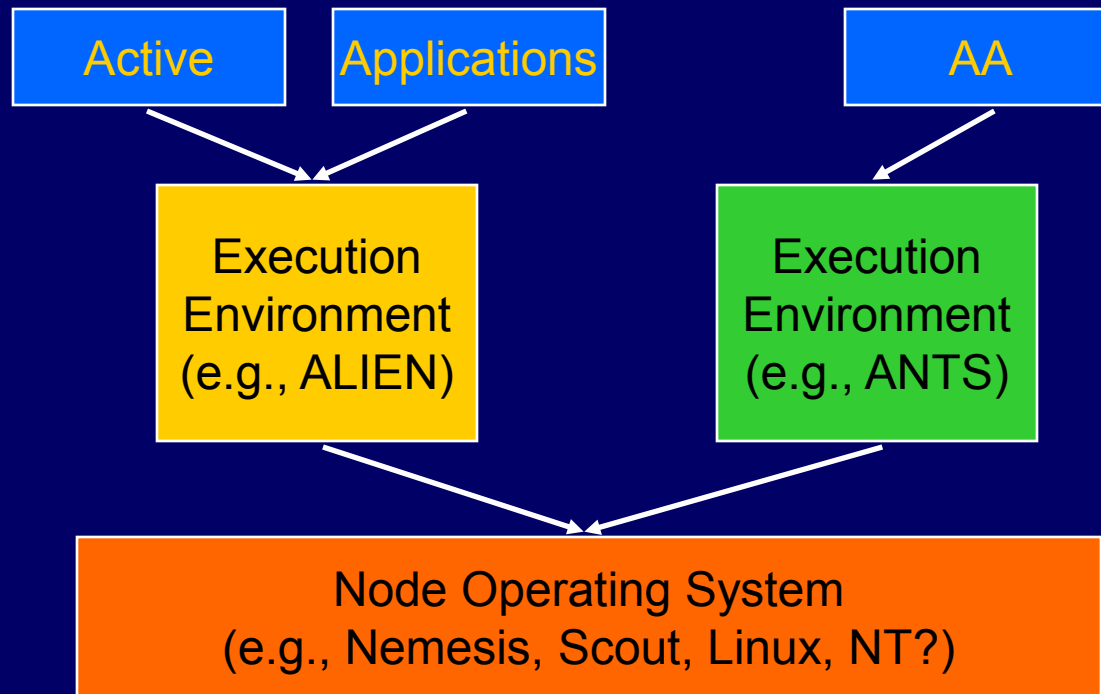 Active
Applications
AA
Execution
Environment
(e.g., ALIEN)
Execution
Environment
(e.g., ANTS)
Node Operating System
(e.g., Nemesis, Scout, Linux, NT?)